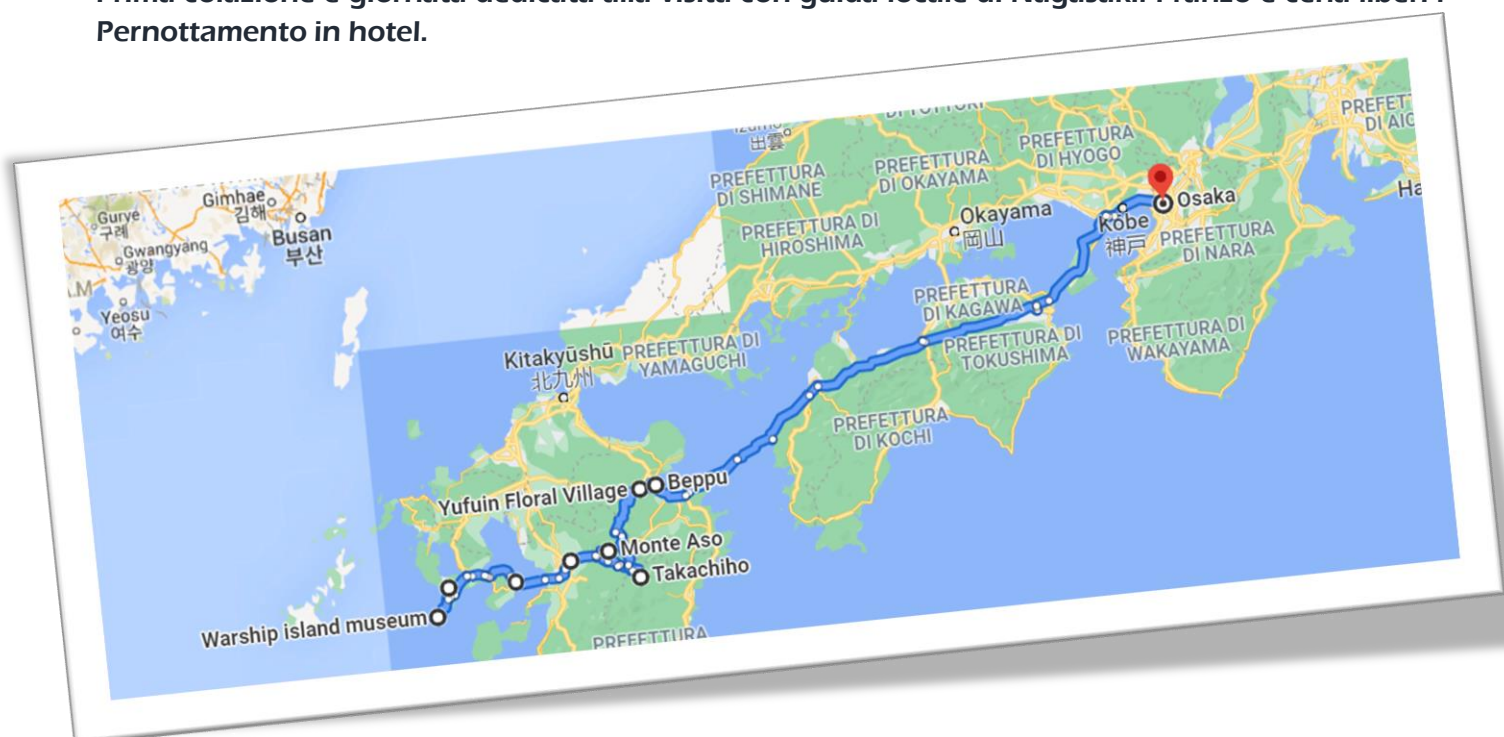 Pernottamento in hotel.
Gimhae
김해
Gurye
구례
Gwangyang
광양
Busan
부산
Yeosu
여수
出雲
PREFETTURA
DI SHIMANE
PREFETTURA
DI OKAYAMA
PREFETTURA
DI HYOGO
PREFETTURA DI
HIROSHIMA
Okayama
岡山
Kōbe
神戸
Osaka
PREFETTURA
DI NARA
PREFETTURA
DI KAGAWA
PREFETTURA DI
TOKUSHIMA
PREFETTURA DI
WAKAYAMA
Kitakyūshū
北九州
PREFETTURA DI
YAMAGUCHI
PREFETTURA
DI KOCHI
Yufuin Floral Village
Beppu
Monte Aso
Takachiho
Warship island museum
PREFETTURA